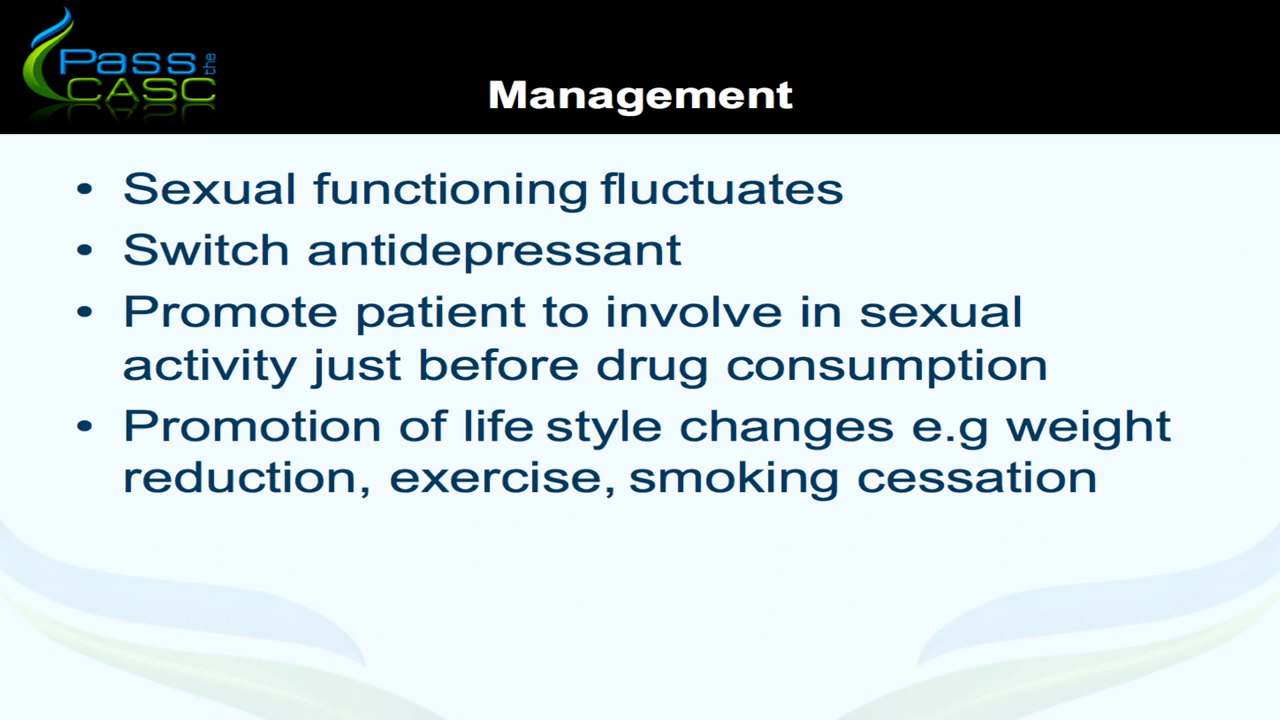 Pass the
CASC
Management
• Sexual functioning fluctuates
• Switch antidepressant
• Promote patient to involve in sexual
activity just before drug consumption
• Promotion of life style changes e.g weight
reduction, exercise, smoking cessation